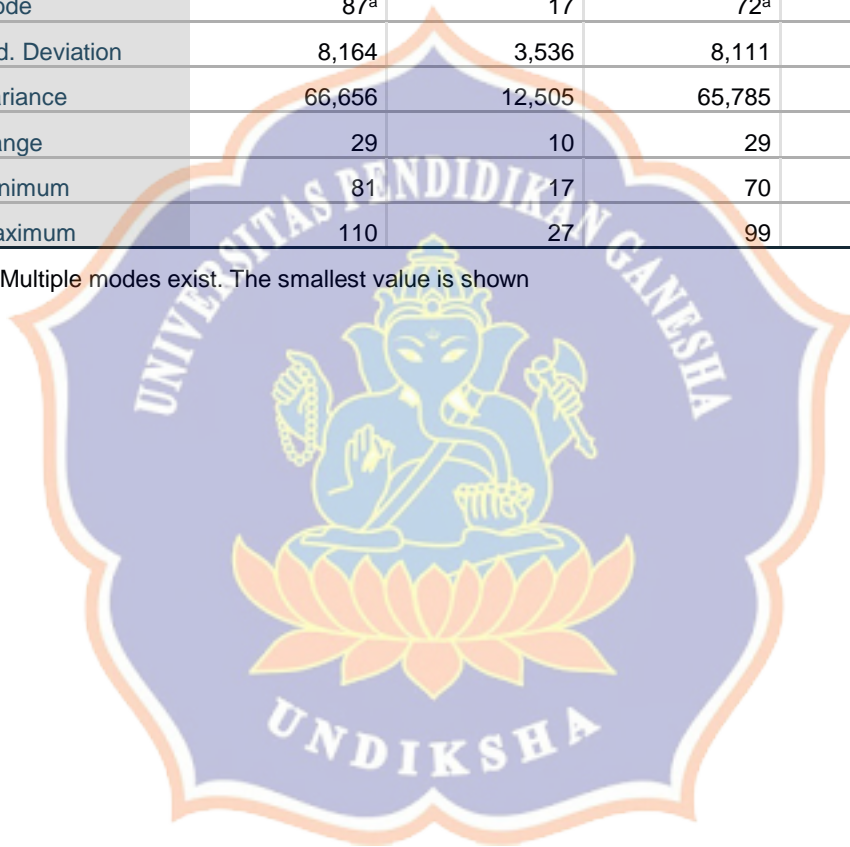 ode 87ᵃ 17 72ᵃ
d. Deviation 8,164 3,536 8,111
ariance 66,656 12,505 65,785
ange 29 10 29
nimum 81 17 70
aximum 110 27 99
Multiple modes exist. The smallest value is shown
UNIVERSITAS PENDIDIKAN GANESHA
UNDIKSHA